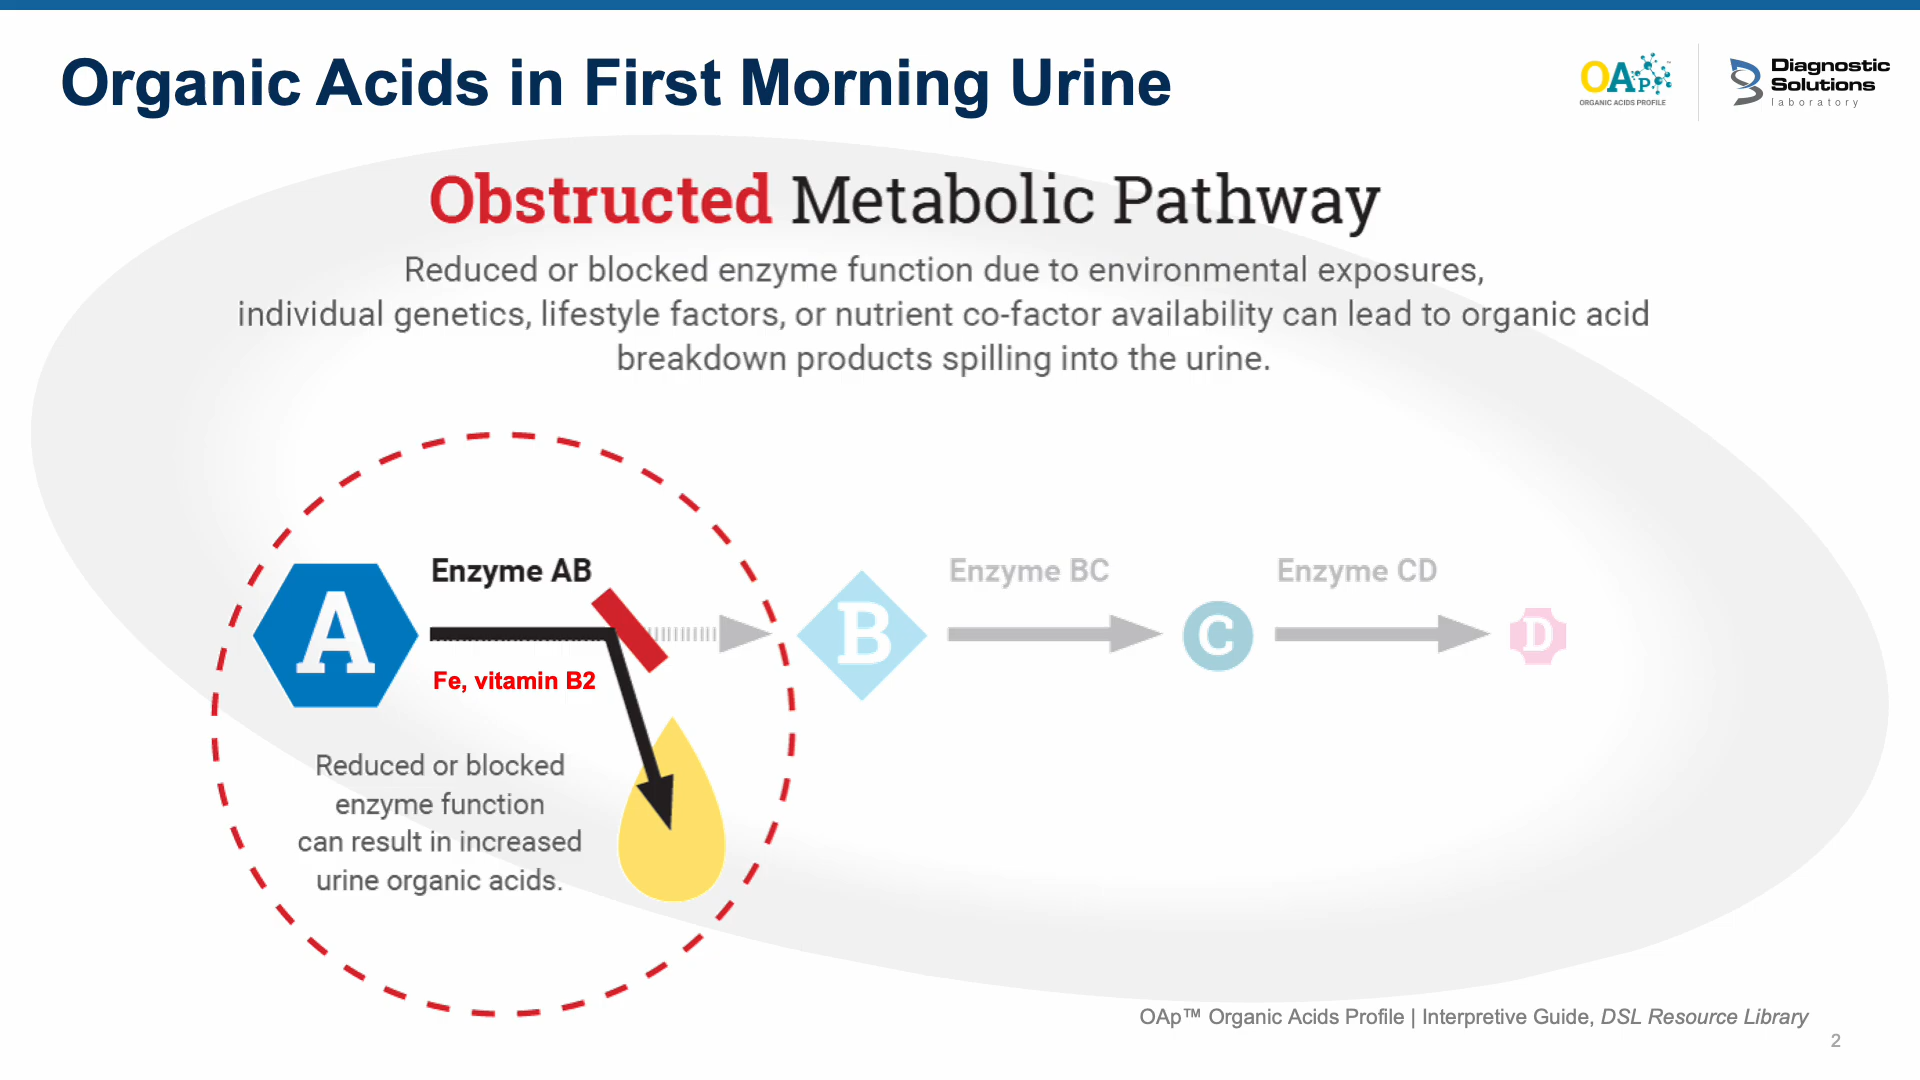 Organic Acids in First Morning Urine
OAP™
ORGANIC ACIDS PROFILE
Diagnostic
Solutions
laboratory
Obstructed Metabolic Pathway
Reduced or blocked enzyme function due to environmental exposures,
individual genetics, lifestyle factors, or nutrient co-factor availability can lead to organic acid
breakdown products spilling into the urine.
Enzyme AB
Enzyme BC
Enzyme CD
A
B
C
D
Fe, vitamin B2
Reduced or blocked
enzyme function
can result in increased
urine organic acids.
OAp™ Organic Acids Profile | Interpretive Guide, DSL Resource Library
2